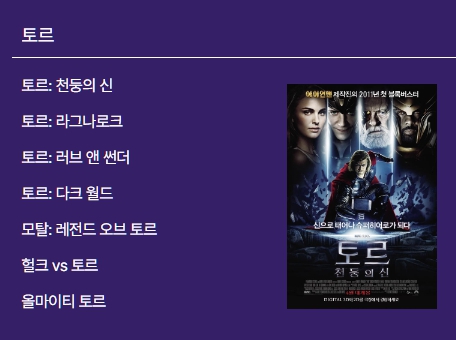 토르
토르: 천둥의 신
토르: 라그나로크
토르: 러브 앤 썬더
토르: 다크 월드
모탈: 레전드 오브 토르
헐크 vs 토르
올마이티 토르
아이언맨 제작진의 2011년 첫 블록버스터
신으로 태어나 슈퍼히어로가 되다
토르
천둥의 신